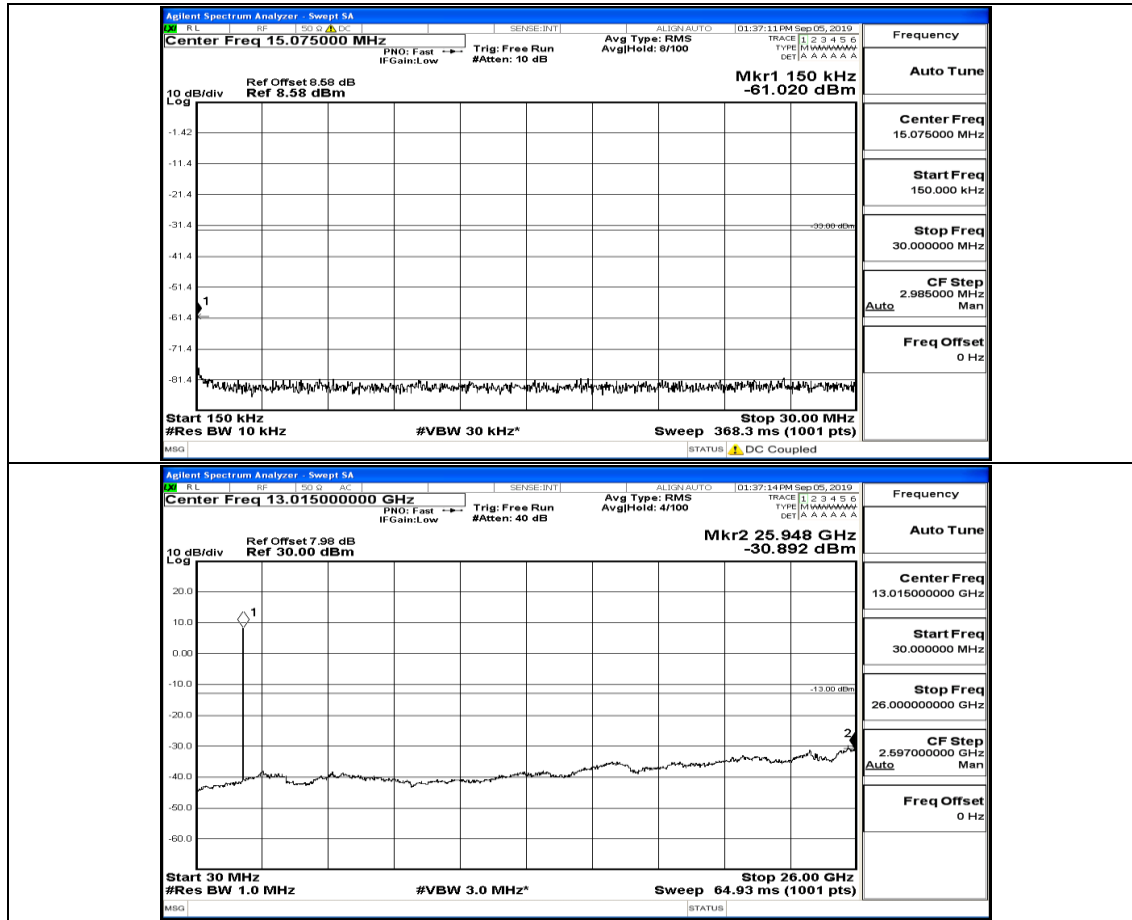 Agilent Spectrum Analyzer - Swept SA
LXI RL RF 50 Ω DC SENSE:INT ALIGN AUTO 01:37:11 PM Sep 05, 2019
Center Freq 15.075000 MHz
PNO: Fast
IFGain:Low
Trig: Free Run
#Atten: 10 dB
Avg Type: RMS
Avg|Hold: 8/100
TRACE 1 2 3 4 5 6
TYPE M
DET A A A A A A
Ref Offset 8.58 dB
10 dB/div Ref 8.58 dBm
Log
Mkr1 150 kHz
-61.020 dBm
-1.42
-11.4
-21.4
-31.4
-41.4
-51.4
-61.4
-71.4
-81.4
-33.00 dBm
1
Start 150 kHz Stop 30.00 MHz
#Res BW 10 kHz #VBW 30 kHz* Sweep 368.3 ms (1001 pts)
MSG STATUS DC Coupled
Frequency
Auto Tune
Center Freq
15.075000 MHz
Start Freq
150.000 kHz
Stop Freq
30.000000 MHz
CF Step
2.985000 MHz
Auto Man
Freq Offset
0 Hz
Agilent Spectrum Analyzer - Swept SA
LXI RL RF 50 Ω AC SENSE:INT ALIGN AUTO 01:37:14 PM Sep 05, 2019
Center Freq 13.015000000 GHz
PNO: Fast
IFGain:Low
Trig: Free Run
#Atten: 40 dB
Avg Type: RMS
Avg|Hold: 4/100
TRACE 1 2 3 4 5 6
TYPE M
DET A A A A A A
Ref Offset 7.98 dB
10 dB/div Ref 30.00 dBm
Log
Mkr2 25.948 GHz
-30.892 dBm
20.0
10.0
0.00
-10.0
-20.0
-30.0
-40.0
-50.0
-60.0
1
-13.00 dBm
2
Start 30 MHz Stop 26.00 GHz
#Res BW 1.0 MHz #VBW 3.0 MHz* Sweep 64.93 ms (1001 pts)
MSG STATUS
Frequency
Auto Tune
Center Freq
13.015000000 GHz
Start Freq
30.000000 MHz
Stop Freq
26.000000000 GHz
CF Step
2.597000000 GHz
Auto Man
Freq Offset
0 Hz